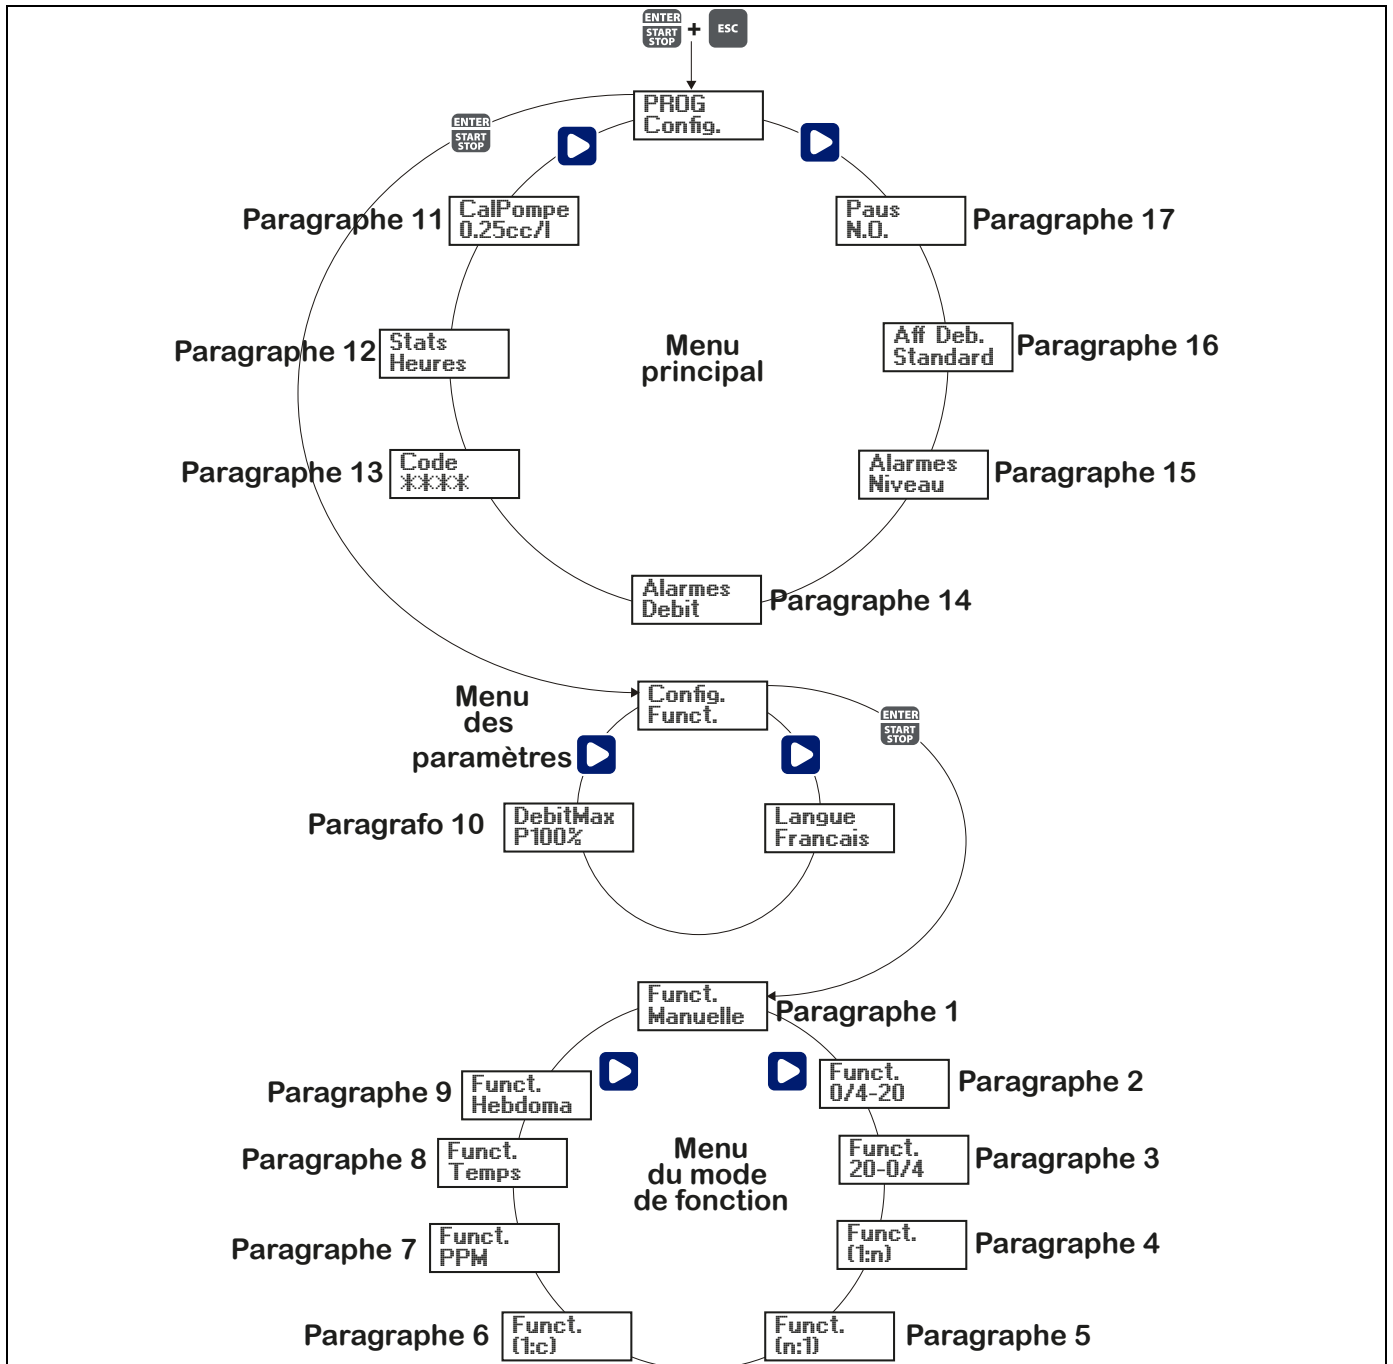 ENTER
START
STOP
+
ESC
PROG
Config.
ENTER
START
STOP
Paragraphe 11
CalPompe
0.25cc/l
Paus
N.O.
Paragraphe 17
Paragraphe 12
Stats
Heures
Menu
principal
Aff Deb.
Standard
Paragraphe 16
Paragraphe 13
Code
****
Alarmes
Niveau
Paragraphe 15
Alarmes
Debit
Paragraphe 14
Menu
des
paramètres
Config.
Funct.
ENTER
START
STOP
Paragrafo 10
DebitMax
P100%
Langue
Francais
Funct.
Manuelle
Paragraphe 1
Paragraphe 9
Funct.
Hebdoma
Funct.
0/4-20
Paragraphe 2
Paragraphe 8
Funct.
Temps
Menu
du mode
de fonction
Funct.
20-0/4
Paragraphe 3
Paragraphe 7
Funct.
PPM
Funct.
(1:n)
Paragraphe 4
Paragraphe 6
Funct.
(1:c)
Funct.
(n:1)
Paragraphe 5